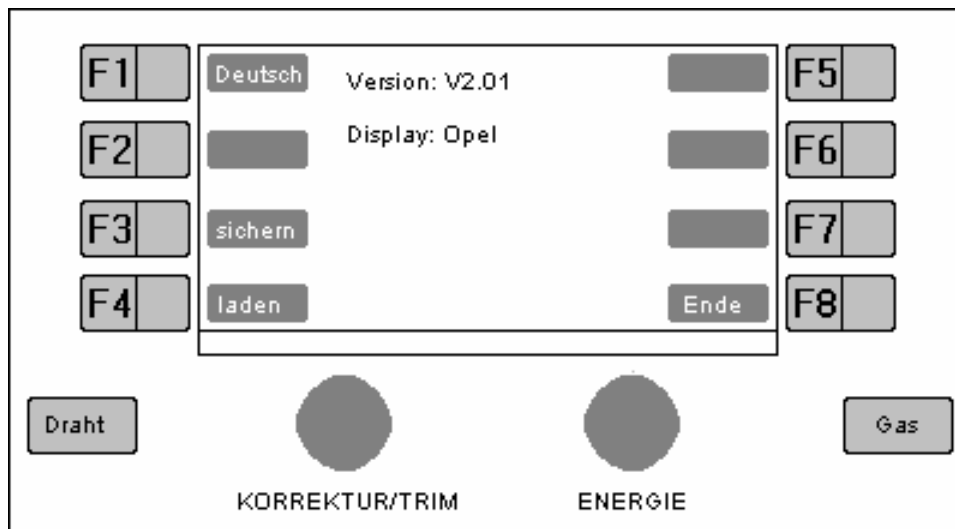 F1 Deutsch Version: V2.01 F5
F2 Display: Opel F6
F3 sichern F7
F4 laden Ende F8
Draht Gas
KORREKTUR/TRIM ENERGIE